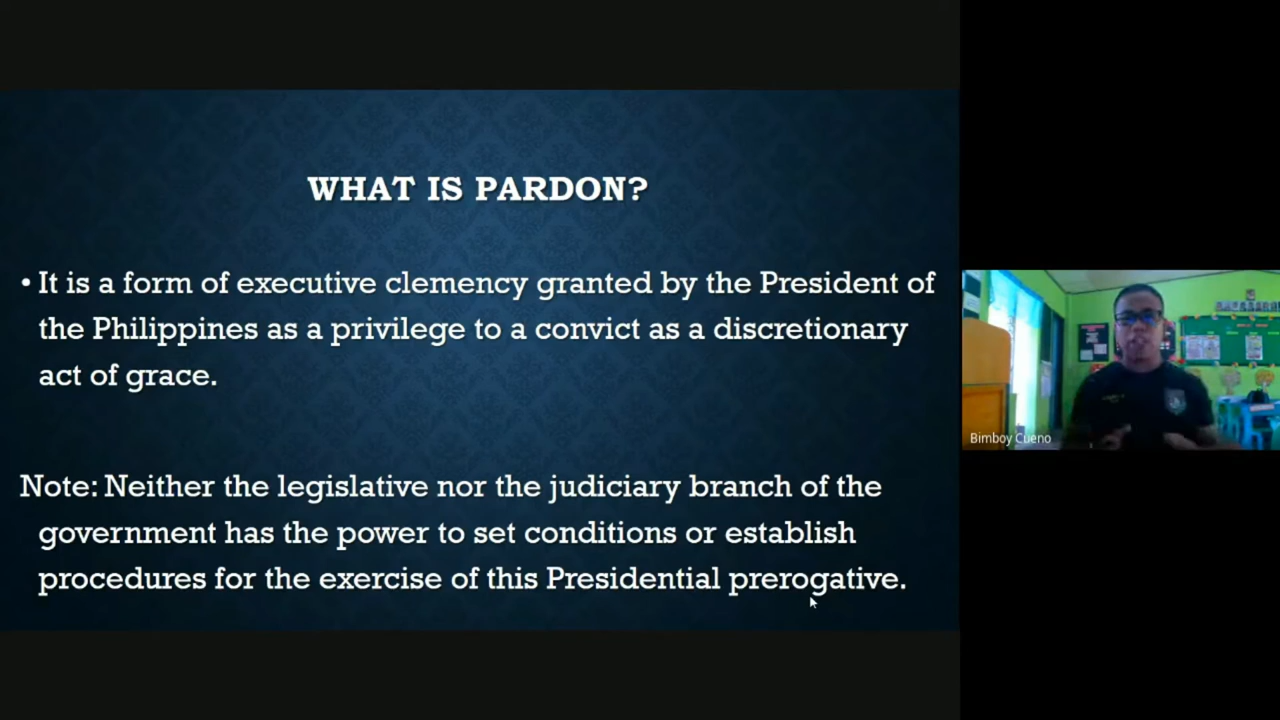 WHAT IS PARDON?
• It is a form of executive clemency granted by the President of
the Philippines as a privilege to a convict as a discretionary
act of grace.
Note: Neither the legislative nor the judiciary branch of the
government has the power to set conditions or establish
procedures for the exercise of this Presidential prerogative.
Bimboy Cueno